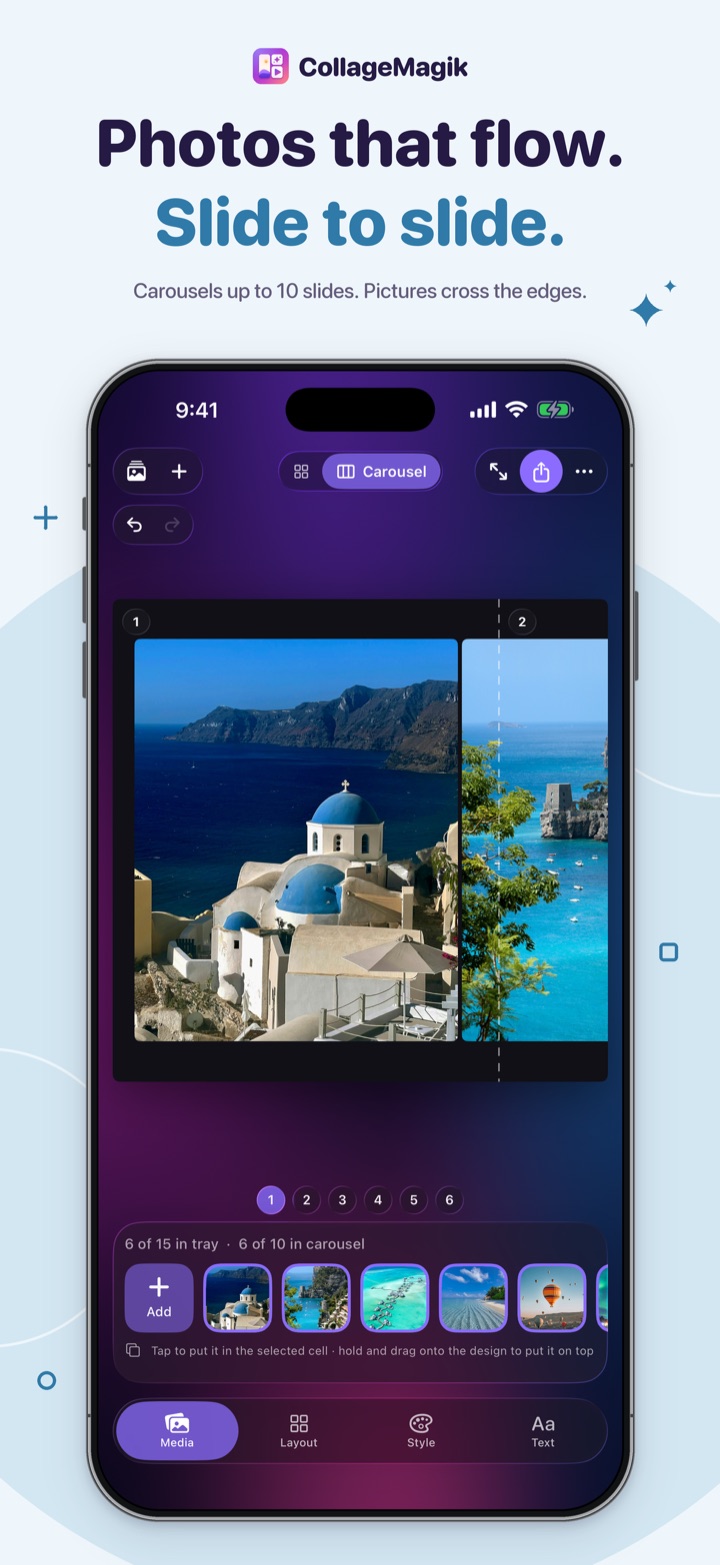 CollageMagik
Photos that flow.
Slide to slide.
Carousels up to 10 slides. Pictures cross the edges.
9:41
Carousel
1
2
1 2 3 4 5 6
6 of 15 in tray · 6 of 10 in carousel
Add
Tap to put it in the selected cell · hold and drag onto the design to put it on top
Media
Layout
Style
Aa
Text